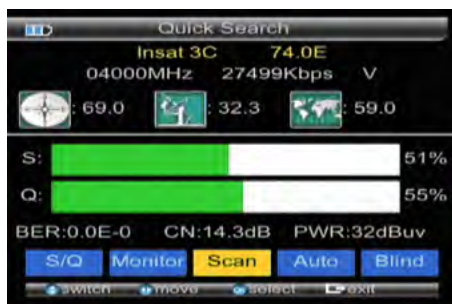 Quick Search
Insat 3C 74.0E
04000MHz 27499Kbps V
: 69.0 : 32.3 : 59.0
S: 51%
Q: 55%
BER:0.0E-0 CN:14.3dB PWR:32dBuv
S/Q Monitor Scan Auto Blind
switch move select exit